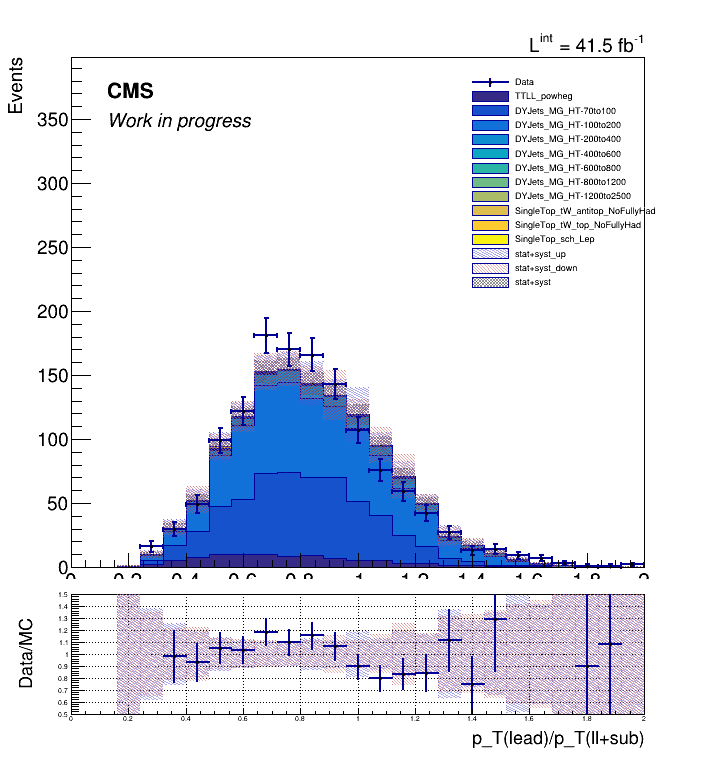 L^int = 41.5 fb^-1
Events
CMS
Work in progress
Data
TTLL_powheg
DYJets_MG_HT-70to100
DYJets_MG_HT-100to200
DYJets_MG_HT-200to400
DYJets_MG_HT-400to600
DYJets_MG_HT-600to800
DYJets_MG_HT-800to1200
DYJets_MG_HT-1200to2500
SingleTop_tW_antitop_NoFullyHad
SingleTop_tW_top_NoFullyHad
SingleTop_sch_Lep
stat+syst_up
stat+syst_down
stat+syst
350
300
250
200
150
100
50
0
0 0.2 0.4 0.6 0.8 1 1.2 1.4 1.6 1.8 2
Data/MC
1.5
1.4
1.3
1.2
1.1
1
0.9
0.8
0.7
0.6
0.5
0 0.2 0.4 0.6 0.8 1 1.2 1.4 1.6 1.8 2
p_T(lead)/p_T(ll+sub)